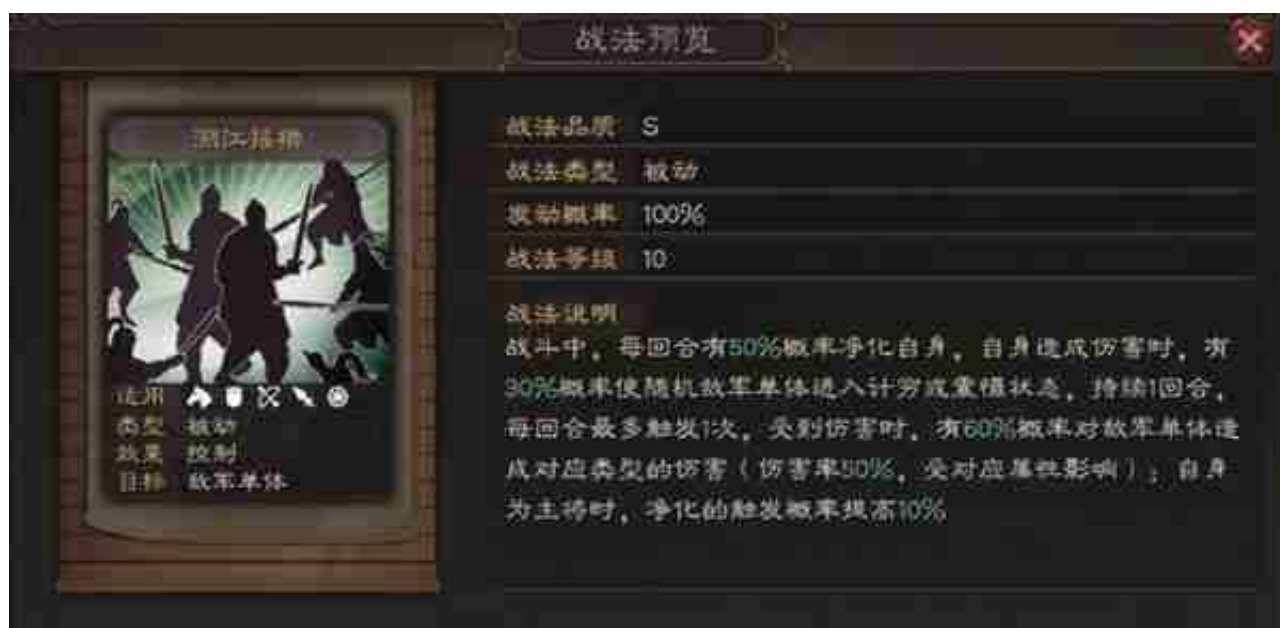 战法预览
战法品质 S
战法类型 被动
发动概率 100%
战法等级 10
战法说明
战斗中，每回合有50%概率净化自身，自身造成伤害时，有
90%概率使随机敌军单体进入计穷或震慑状态，持续1回合，
每回合最多触发1次，受到伤害时，有60%概率对敌军单体造
成对应类型的伤害（伤害率50%，受对应属性影响）；自身
为主将时，净化的触发概率提高10%
适用
类型 被动
效果 控制
目标 敌军单体